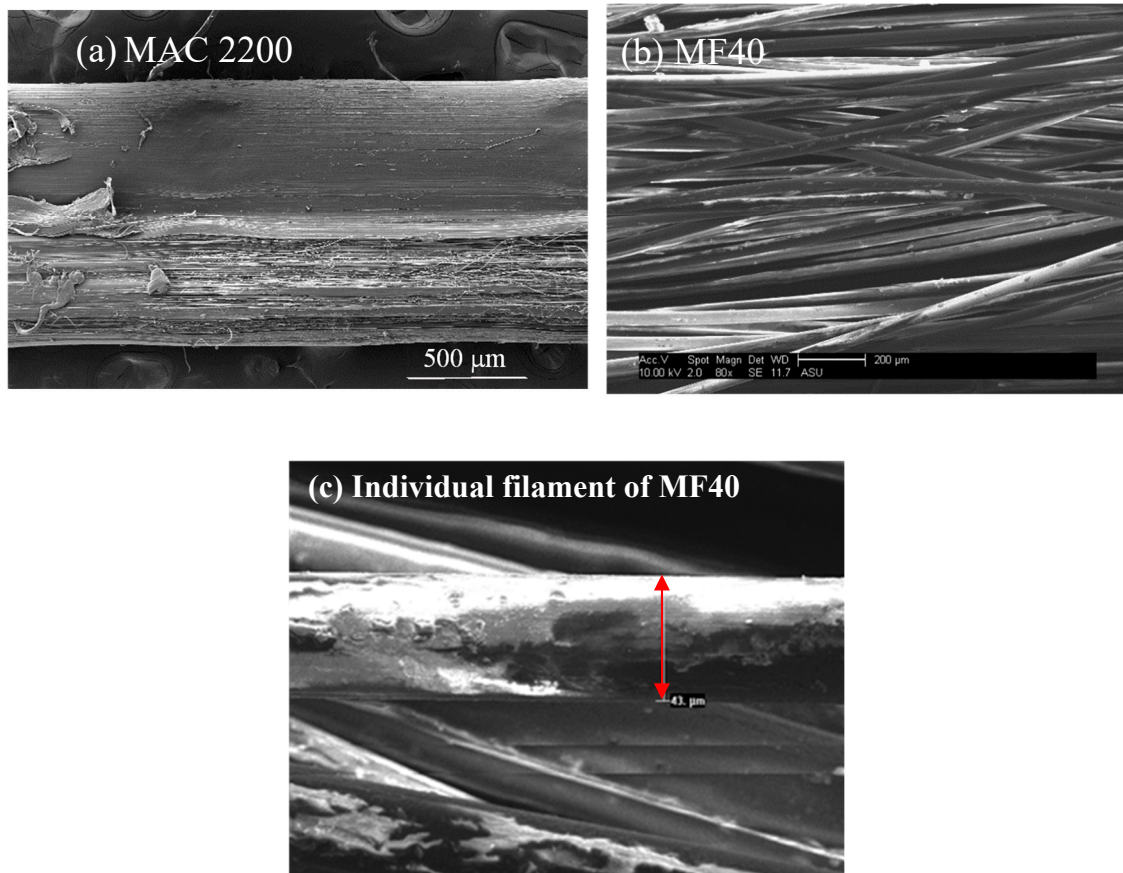 (a) MAC 2200
500 μm
(b) MF40
Acc.V Spot Magn Det WD 200 μm
10.00 kV 2.0 80x SE 11.7 ASU
(c) Individual filament of MF40
43. μm